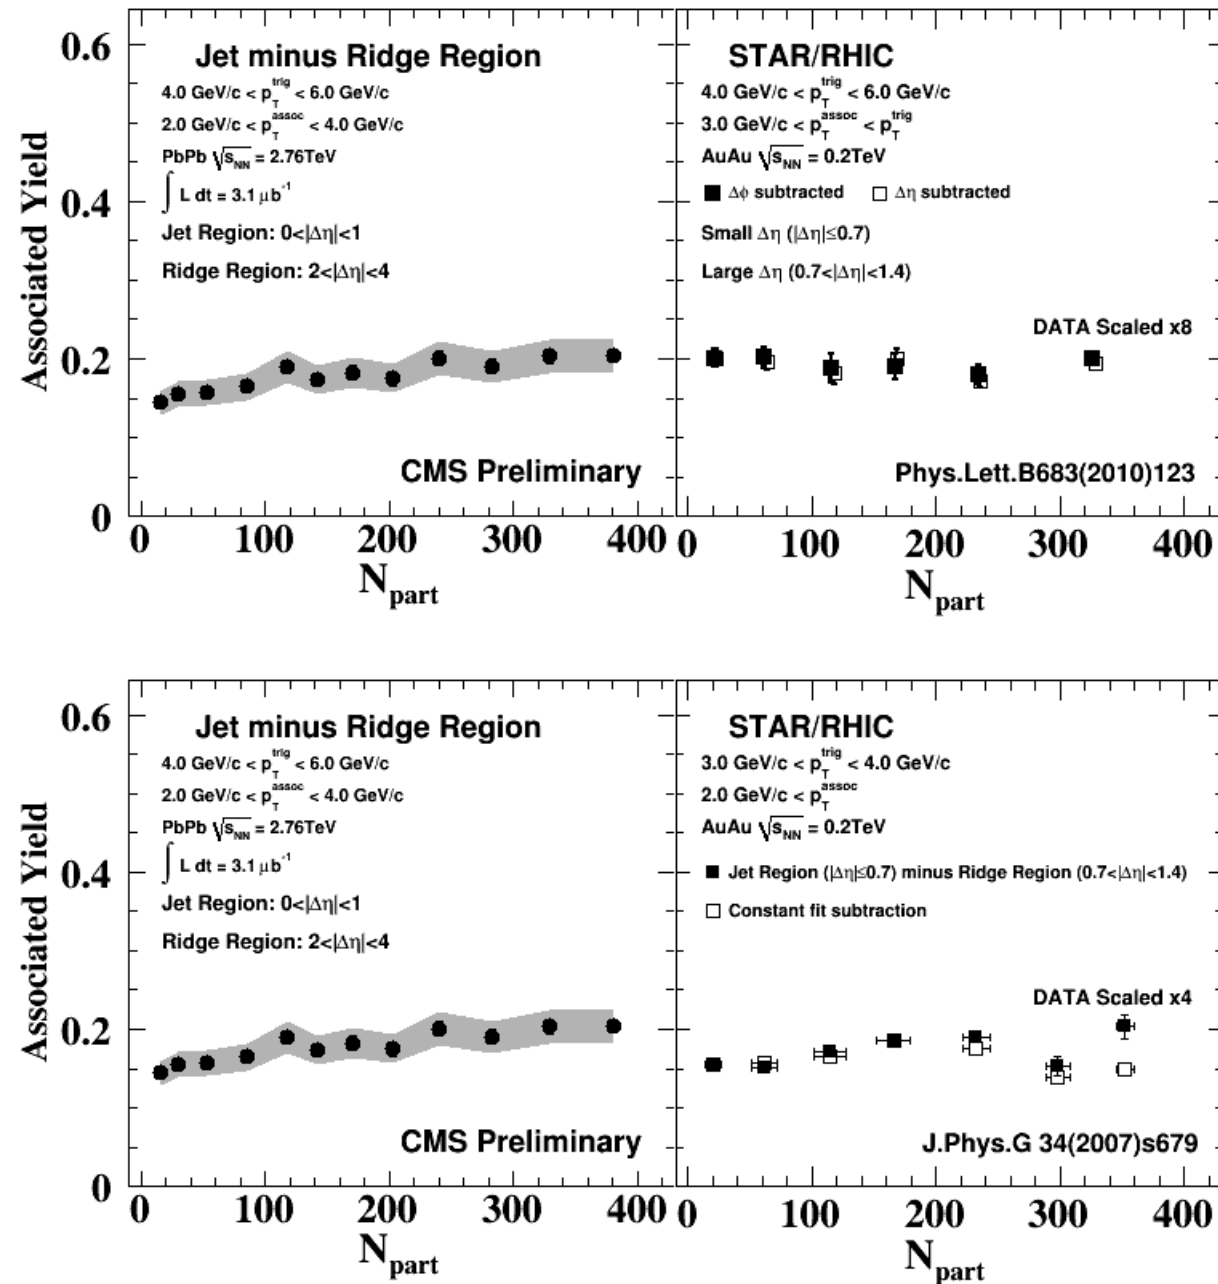 Jet minus Ridge Region
4.0 GeV/c < p_T^trig < 6.0 GeV/c
2.0 GeV/c < p_T^assoc < 4.0 GeV/c
PbPb √s_NN = 2.76TeV
∫ L dt = 3.1 μb^-1
Jet Region: 0<|Δη|<1
Ridge Region: 2<|Δη|<4
CMS Preliminary
Associated Yield
0.6
0.4
0.2
0
0 100 200 300 400
N_part
STAR/RHIC
4.0 GeV/c < p_T^trig < 6.0 GeV/c
3.0 GeV/c < p_T^assoc < p_T^trig
AuAu √s_NN = 0.2TeV
Δϕ subtracted Δη subtracted
Small Δη (|Δη|≤0.7)
Large Δη (0.7<|Δη|<1.4)
DATA Scaled x8
Phys.Lett.B683(2010)123
0 100 200 300 400
N_part
Jet minus Ridge Region
4.0 GeV/c < p_T^trig < 6.0 GeV/c
2.0 GeV/c < p_T^assoc < 4.0 GeV/c
PbPb √s_NN = 2.76TeV
∫ L dt = 3.1 μb^-1
Jet Region: 0<|Δη|<1
Ridge Region: 2<|Δη|<4
CMS Preliminary
Associated Yield
0.6
0.4
0.2
0
0 100 200 300 400
N_part
STAR/RHIC
3.0 GeV/c < p_T^trig < 4.0 GeV/c
2.0 GeV/c < p_T^assoc
AuAu √s_NN = 0.2TeV
Jet Region (|Δη|≤0.7) minus Ridge Region (0.7<|Δη|<1.4)
Constant fit subtraction
DATA Scaled x4
J.Phys.G 34(2007)s679
0 100 200 300 400
N_part